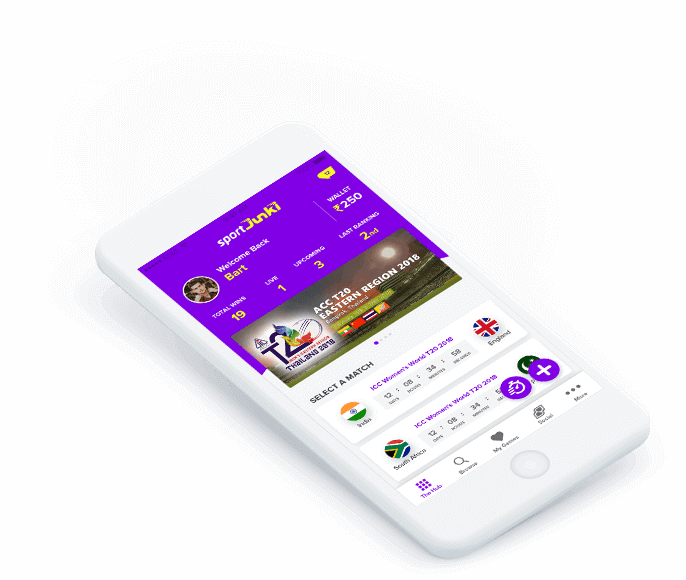 12
sportJunki
WALLET
₹ 250
Welcome Back
Bart
TOTAL WINS
19
LIVE
1
UPCOMING
3
LAST RANKING
2nd
ACC T20
EASTERN REGION 2018
Bangkok, Thailand
T20
THAILAND 2018
SELECT A MATCH
ICC Women's World T20 2018
India
12 : 08 : 34 : 58
DAYS HOURS MINUTES SECONDS
England
ICC Women's World T20 2018
South Africa
12 : 08 : 34 :
DAYS HOURS MINUTES
The Hub
Browse
My Games
Social
More